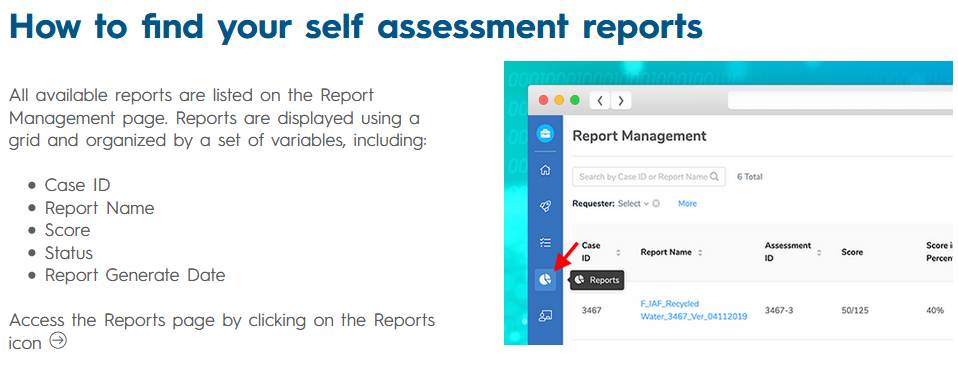 How to find your self assessment reports
All available reports are listed on the Report
Management page. Reports are displayed using a
grid and organized by a set of variables, including:
Case ID
Report Name
Score
Status
Report Generate Date
Access the Reports page by clicking on the Reports
icon
Report Management
Search by Case ID or Report Name
6 Total
Requester: Select
More
Case
ID
Report Name
Assessment
ID
Score
Score i
Percen
Reports
3467
F_IAF_Recycled
Water_3467_Ver_04112019
3467-3
50/125
40%